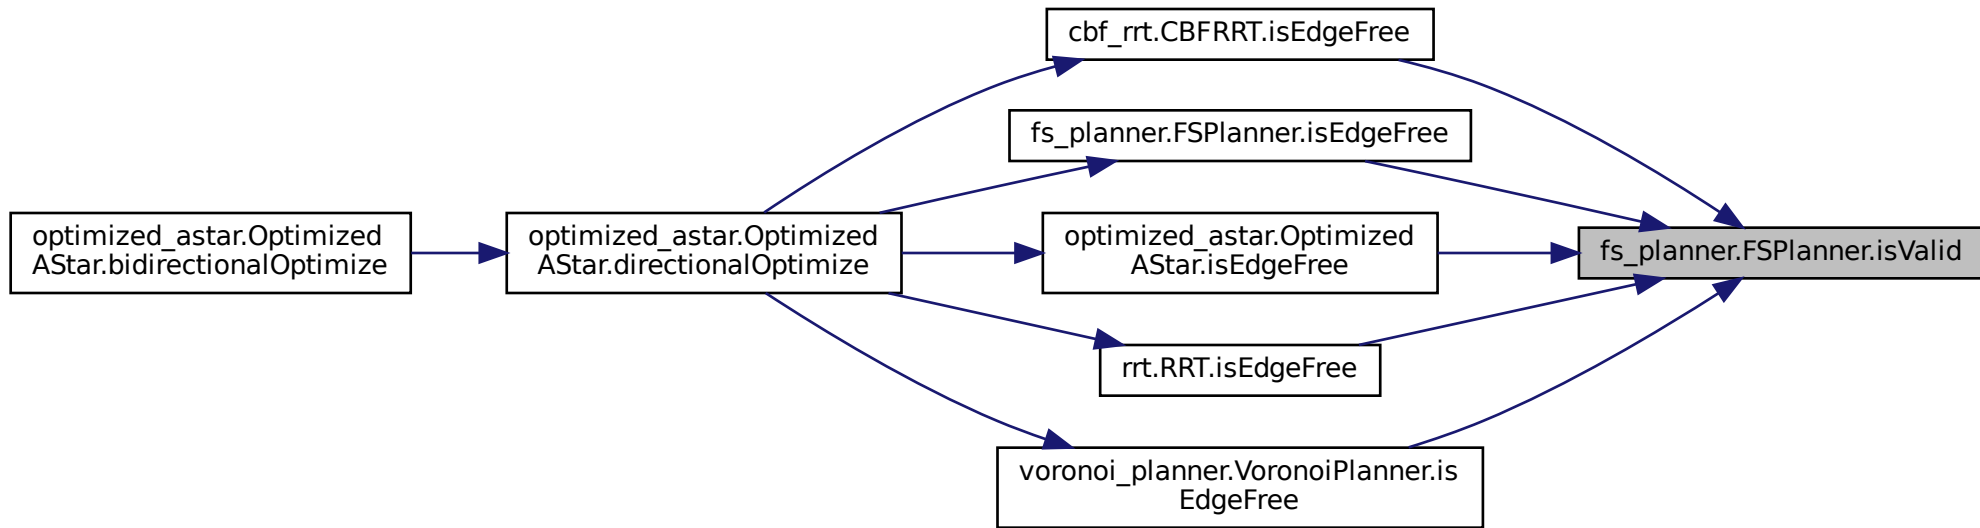 cbf_rrt.CBFRRT.isEdgeFree
fs_planner.FSPlanner.isEdgeFree
optimized_astar.Optimized
AStar.bidirectionalOptimize
optimized_astar.Optimized
AStar.directionalOptimize
optimized_astar.Optimized
AStar.isEdgeFree
fs_planner.FSPlanner.isValid
rrt.RRT.isEdgeFree
voronoi_planner.VoronoiPlanner.is
EdgeFree